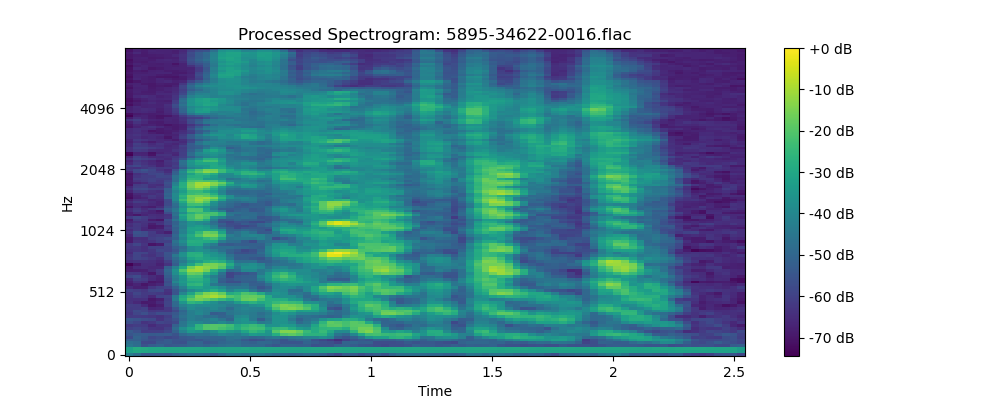 Processed Spectrogram: 5895-34622-0016.flac
+0 dB
-10 dB
-20 dB
-30 dB
-40 dB
-50 dB
-60 dB
-70 dB
4096
2048
1024
512
0
Hz
0
0.5
1
1.5
2
2.5
Time